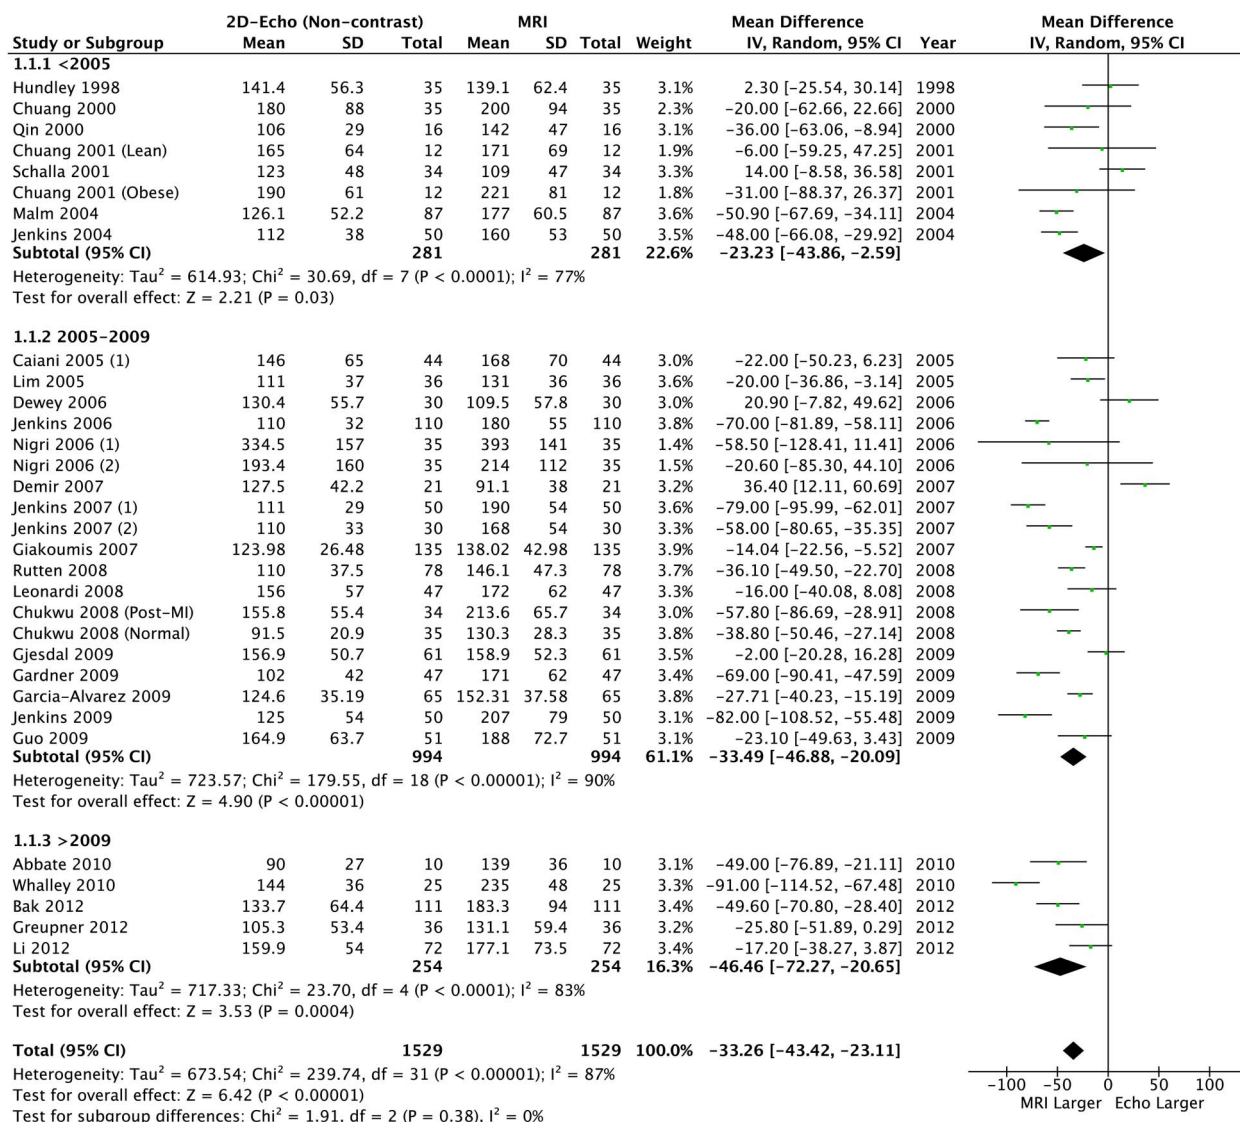 2D-Echo (Non-contrast) MRI Mean Difference Mean Difference
Study or Subgroup Mean SD Total Mean SD Total Weight IV, Random, 95% CI Year IV, Random, 95% CI
1.1.1 <2005
Hundley 1998 141.4 56.3 35 139.1 62.4 35 3.1% 2.30 [-25.54, 30.14] 1998
Chuang 2000 180 88 35 200 94 35 2.3% -20.00 [-62.66, 22.66] 2000
Qin 2000 106 29 16 142 47 16 3.1% -36.00 [-63.06, -8.94] 2000
Chuang 2001 (Lean) 165 64 12 171 69 12 1.9% -6.00 [-59.25, 47.25] 2001
Schalla 2001 123 48 34 109 47 34 3.3% 14.00 [-8.58, 36.58] 2001
Chuang 2001 (Obese) 190 61 12 221 81 12 1.8% -31.00 [-88.37, 26.37] 2001
Malm 2004 126.1 52.2 87 177 60.5 87 3.6% -50.90 [-67.69, -34.11] 2004
Jenkins 2004 112 38 50 160 53 50 3.5% -48.00 [-66.08, -29.92] 2004
Subtotal (95% CI) 281 281 22.6% -23.23 [-43.86, -2.59]
Heterogeneity: Tau² = 614.93; Chi² = 30.69, df = 7 (P < 0.0001); I² = 77%
Test for overall effect: Z = 2.21 (P = 0.03)
1.1.2 2005-2009
Caiani 2005 (1) 146 65 44 168 70 44 3.0% -22.00 [-50.23, 6.23] 2005
Lim 2005 111 37 36 131 36 36 3.6% -20.00 [-36.86, -3.14] 2005
Dewey 2006 130.4 55.7 30 109.5 57.8 30 3.0% 20.90 [-7.82, 49.62] 2006
Jenkins 2006 110 32 110 180 55 110 3.8% -70.00 [-81.89, -58.11] 2006
Nigri 2006 (1) 334.5 157 35 393 141 35 1.4% -58.50 [-128.41, 11.41] 2006
Nigri 2006 (2) 193.4 160 35 214 112 35 1.5% -20.60 [-85.30, 44.10] 2006
Demir 2007 127.5 42.2 21 91.1 38 21 3.2% 36.40 [12.11, 60.69] 2007
Jenkins 2007 (1) 111 29 50 190 54 50 3.6% -79.00 [-95.99, -62.01] 2007
Jenkins 2007 (2) 110 33 30 168 54 30 3.3% -58.00 [-80.65, -35.35] 2007
Giakoumis 2007 123.98 26.48 135 138.02 42.98 135 3.9% -14.04 [-22.56, -5.52] 2007
Rutten 2008 110 37.5 78 146.1 47.3 78 3.7% -36.10 [-49.50, -22.70] 2008
Leonardi 2008 156 57 47 172 62 47 3.3% -16.00 [-40.08, 8.08] 2008
Chukwu 2008 (Post-MI) 155.8 55.4 34 213.6 65.7 34 3.0% -57.80 [-86.69, -28.91] 2008
Chukwu 2008 (Normal) 91.5 20.9 35 130.3 28.3 35 3.8% -38.80 [-50.46, -27.14] 2008
Gjesdal 2009 156.9 50.7 61 158.9 52.3 61 3.5% -2.00 [-20.28, 16.28] 2009
Gardner 2009 102 42 47 171 62 47 3.4% -69.00 [-90.41, -47.59] 2009
Garcia-Alvarez 2009 124.6 35.19 65 152.31 37.58 65 3.8% -27.71 [-40.23, -15.19] 2009
Jenkins 2009 125 54 50 207 79 50 3.1% -82.00 [-108.52, -55.48] 2009
Guo 2009 164.9 63.7 51 188 72.7 51 3.1% -23.10 [-49.63, 3.43] 2009
Subtotal (95% CI) 994 994 61.1% -33.49 [-46.88, -20.09]
Heterogeneity: Tau² = 723.57; Chi² = 179.55, df = 18 (P < 0.00001); I² = 90%
Test for overall effect: Z = 4.90 (P < 0.00001)
1.1.3 >2009
Abbate 2010 90 27 10 139 36 10 3.1% -49.00 [-76.89, -21.11] 2010
Whalley 2010 144 36 25 235 48 25 3.3% -91.00 [-114.52, -67.48] 2010
Bak 2012 133.7 64.4 111 183.3 94 111 3.4% -49.60 [-70.80, -28.40] 2012
Greupner 2012 105.3 53.4 36 131.1 59.4 36 3.2% -25.80 [-51.89, 0.29] 2012
Li 2012 159.9 54 72 177.1 73.5 72 3.4% -17.20 [-38.27, 3.87] 2012
Subtotal (95% CI) 254 254 16.3% -46.46 [-72.27, -20.65]
Heterogeneity: Tau² = 717.33; Chi² = 23.70, df = 4 (P < 0.0001); I² = 83%
Test for overall effect: Z = 3.53 (P = 0.0004)
Total (95% CI) 1529 1529 100.0% -33.26 [-43.42, -23.11]
Heterogeneity: Tau² = 673.54; Chi² = 239.74, df = 31 (P < 0.00001); I² = 87%
Test for overall effect: Z = 6.42 (P < 0.00001)
Test for subgroup differences: Chi² = 1.91, df = 2 (P = 0.38), I² = 0%
-100 -50 0 50 100
MRI Larger Echo Larger